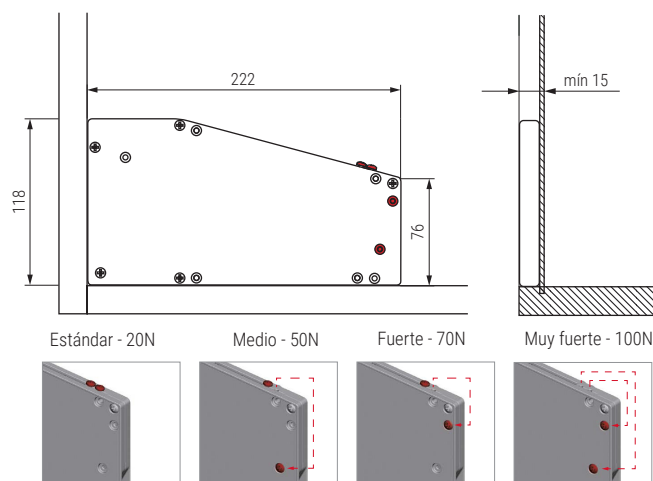 222
mín 15
118
76
Estándar - 20N
Medio - 50N
Fuerte - 70N
Muy fuerte - 100N